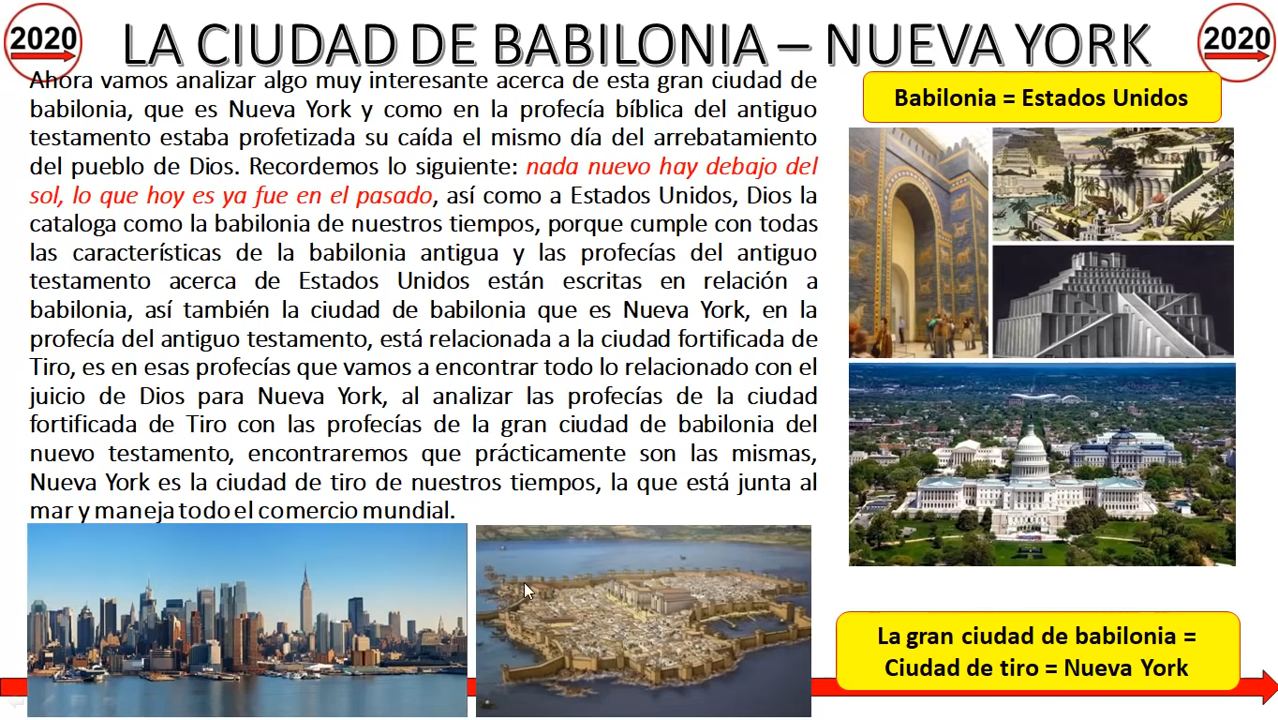 2020
LA CIUDAD DE BABILONIA – NUEVA YORK
2020
Ahora vamos analizar algo muy interesante acerca de esta gran ciudad de
babilonia, que es Nueva York y como en la profecía bíblica del antiguo
testamento estaba profetizada su caída el mismo día del arrebatamiento
del pueblo de Dios. Recordemos lo siguiente: nada nuevo hay debajo del
sol, lo que hoy es ya fue en el pasado, así como a Estados Unidos, Dios la
cataloga como la babilonia de nuestros tiempos, porque cumple con todas
las características de la babilonia antigua y las profecías del antiguo
testamento acerca de Estados Unidos están escritas en relación a
babilonia, así también la ciudad de babilonia que es Nueva York, en la
profecía del antiguo testamento, está relacionada a la ciudad fortificada de
Tiro, es en esas profecías que vamos a encontrar todo lo relacionado con el
juicio de Dios para Nueva York, al analizar las profecías de la ciudad
fortificada de Tiro con las profecías de la gran ciudad de babilonia del
nuevo testamento, encontraremos que prácticamente son las mismas,
Nueva York es la ciudad de tiro de nuestros tiempos, la que está junta al
mar y maneja todo el comercio mundial.
Babilonia = Estados Unidos
La gran ciudad de babilonia =
Ciudad de tiro = Nueva York